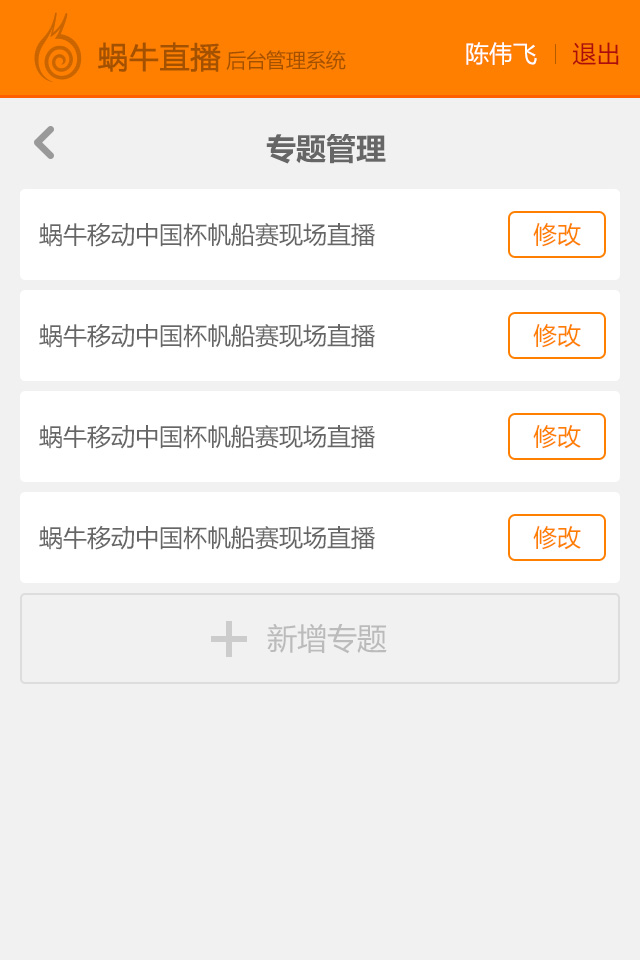 蜗牛直播 后台管理系统 陈伟飞 退出
专题管理
蜗牛移动中国杯帆船赛现场直播 修改
蜗牛移动中国杯帆船赛现场直播 修改
蜗牛移动中国杯帆船赛现场直播 修改
蜗牛移动中国杯帆船赛现场直播 修改
新增专题